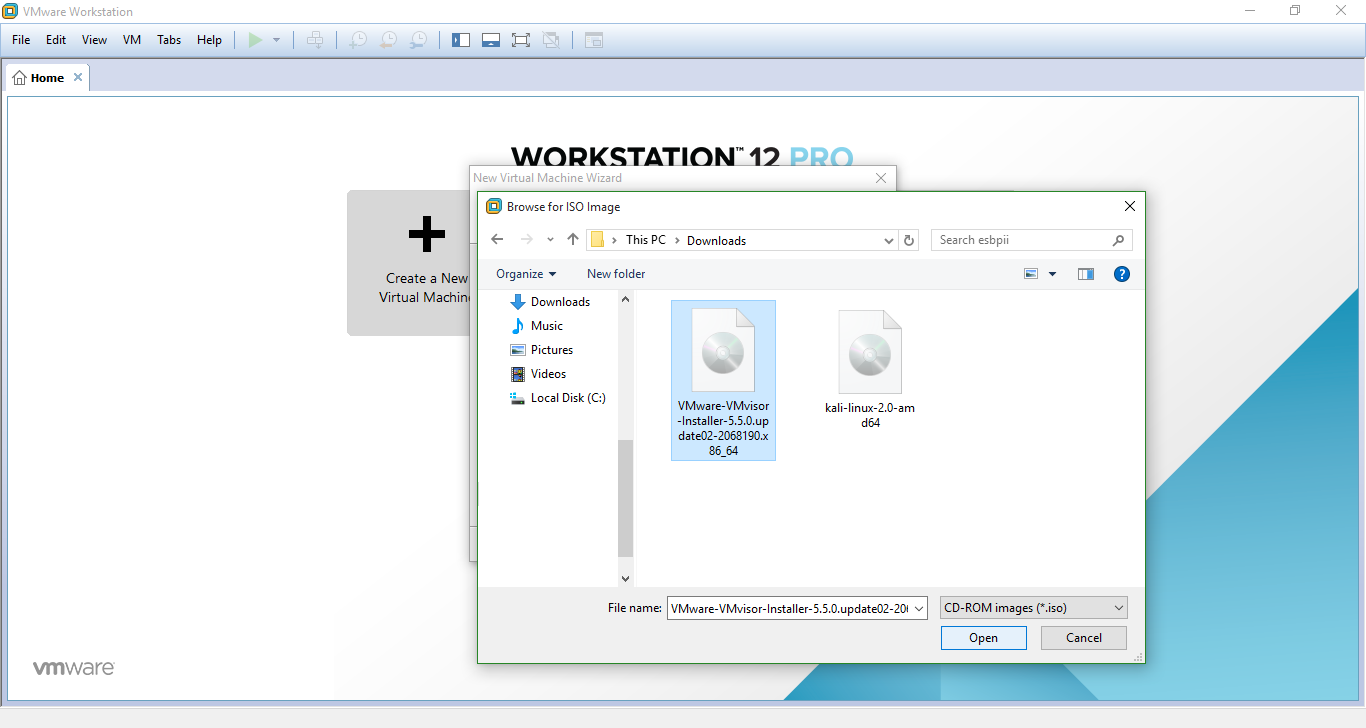 VMware Workstation
File Edit View VM Tabs Help
Home
WORKSTATION™ 12 PRO
New Virtual Machine Wizard
Create a New
Virtual Machine
Browse for ISO Image
This PC > Downloads
Search esbpii
Organize
New folder
Downloads
Music
Pictures
Videos
Local Disk (C:)
VMware-VMvisor
-Installer-5.5.0.up
date02-2068190.x
86_64
kali-linux-2.0-am
d64
File name: VMware-VMvisor-Installer-5.5.0.update02-206
CD-ROM images (*.iso)
Open
Cancel
vmware